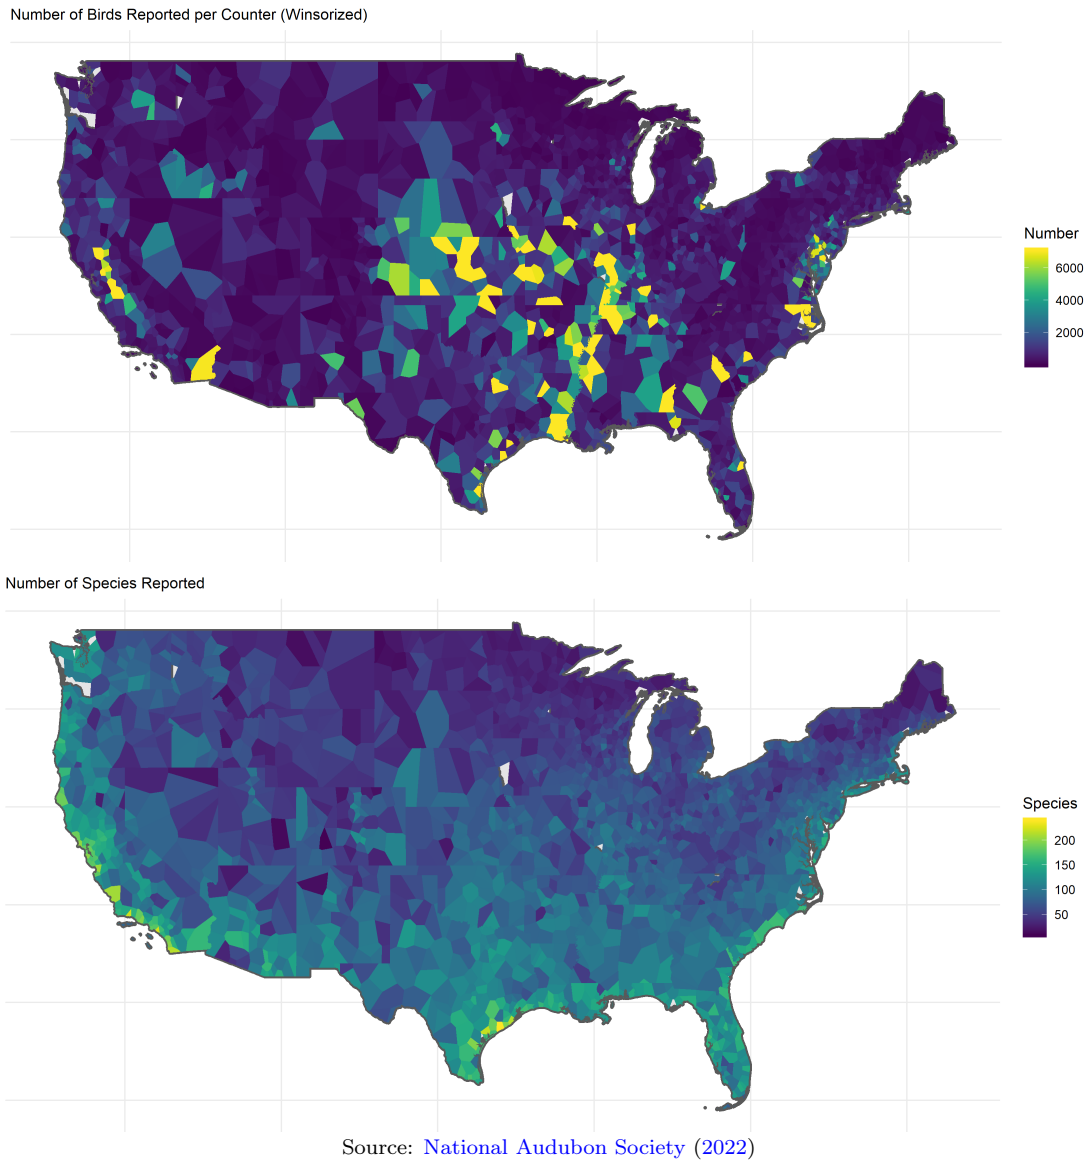 Number of Birds Reported per Counter (Winsorized)
Number
6000
4000
2000
Number of Species Reported
Species
200
150
100
50
Source: National Audubon Society (2022)